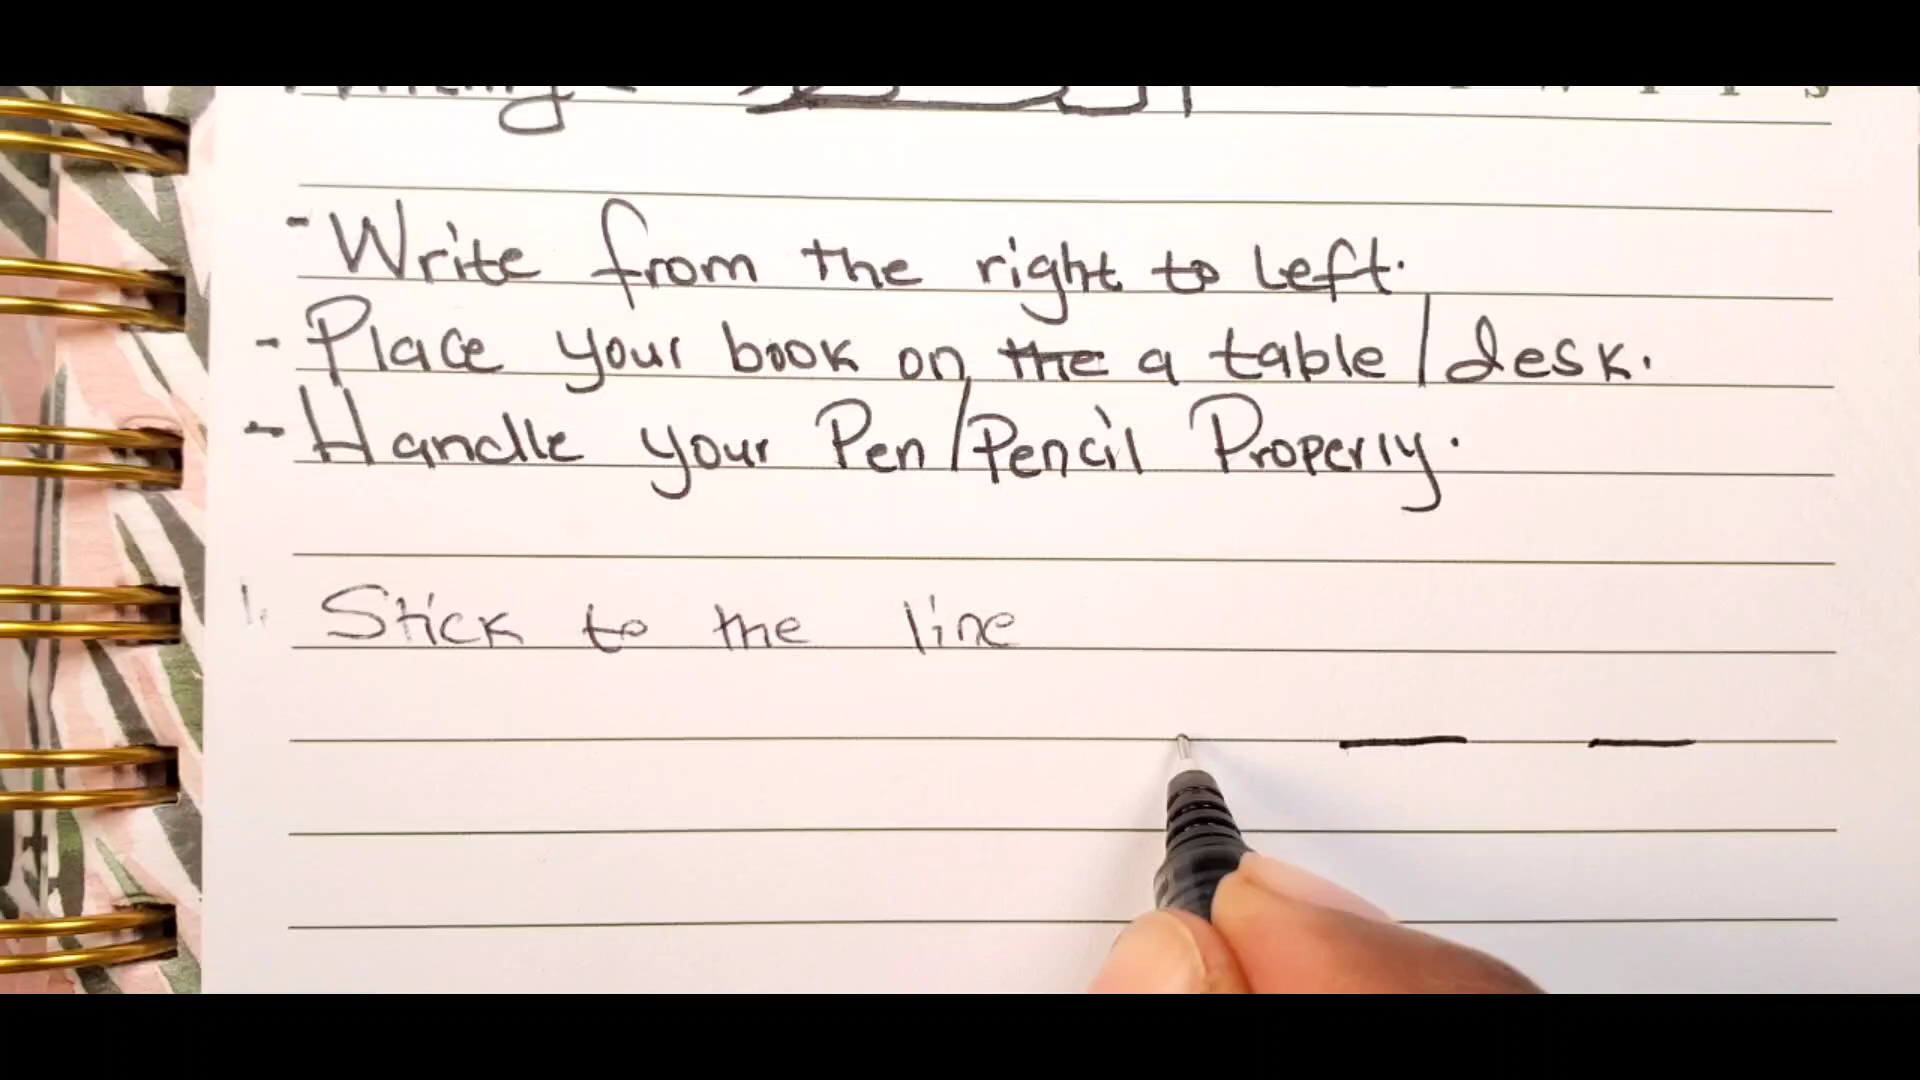 - Write from the right to left.
- Place your book on the a table/desk.
- Handle your Pen/Pencil Properly.
1. Stick to the line